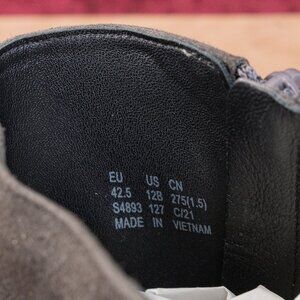 EU US CN
42.5 12B 275(1.5)
S4893 127 C/21
MADE IN VIETNAM